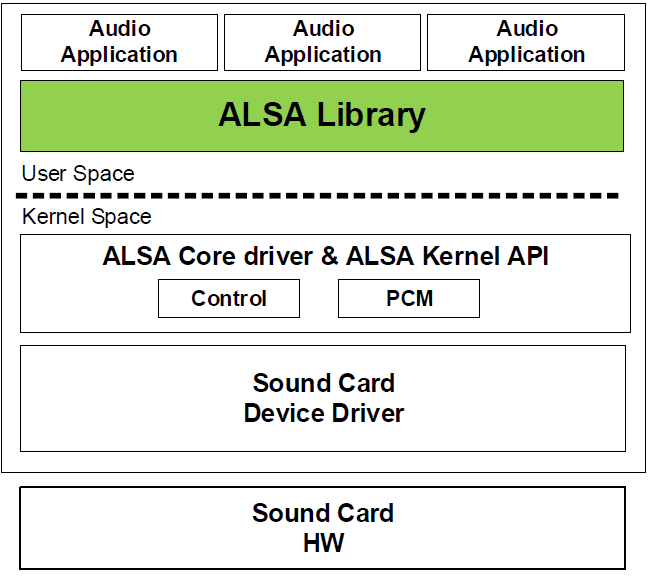 Audio
Application
Audio
Application
Audio
Application
ALSA Library
User Space
Kernel Space
ALSA Core driver & ALSA Kernel API
Control
PCM
Sound Card
Device Driver
Sound Card
HW